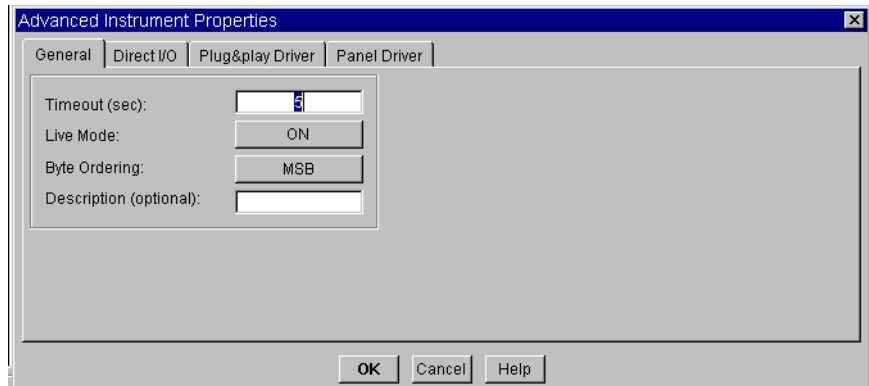 Advanced Instrument Properties
General Direct I/O Plug&play Driver Panel Driver
Timeout (sec): 5
Live Mode: ON
Byte Ordering: MSB
Description (optional):
OK Cancel Help